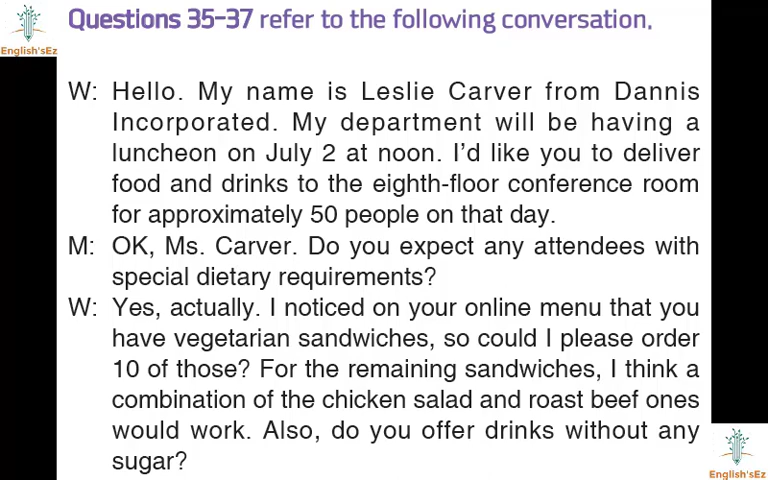 Questions 35-37 refer to the following conversation.
English'sEz
W: Hello. My name is Leslie Carver from Dannis
Incorporated. My department will be having a
luncheon on July 2 at noon. I'd like you to deliver
food and drinks to the eighth-floor conference room
for approximately 50 people on that day.
M: OK, Ms. Carver. Do you expect any attendees with
special dietary requirements?
W: Yes, actually. I noticed on your online menu that you
have vegetarian sandwiches, so could I please order
10 of those? For the remaining sandwiches, I think a
combination of the chicken salad and roast beef ones
would work. Also, do you offer drinks without any
sugar?
English'sEz